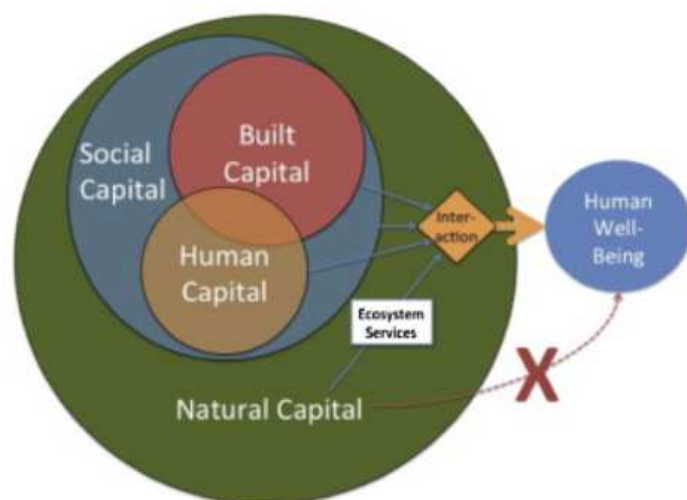 Built
Capital
Social
Capital
Human
Capital
Inter-
action
Human
Well-
Being
Ecosystem
Services
Natural Capital
X